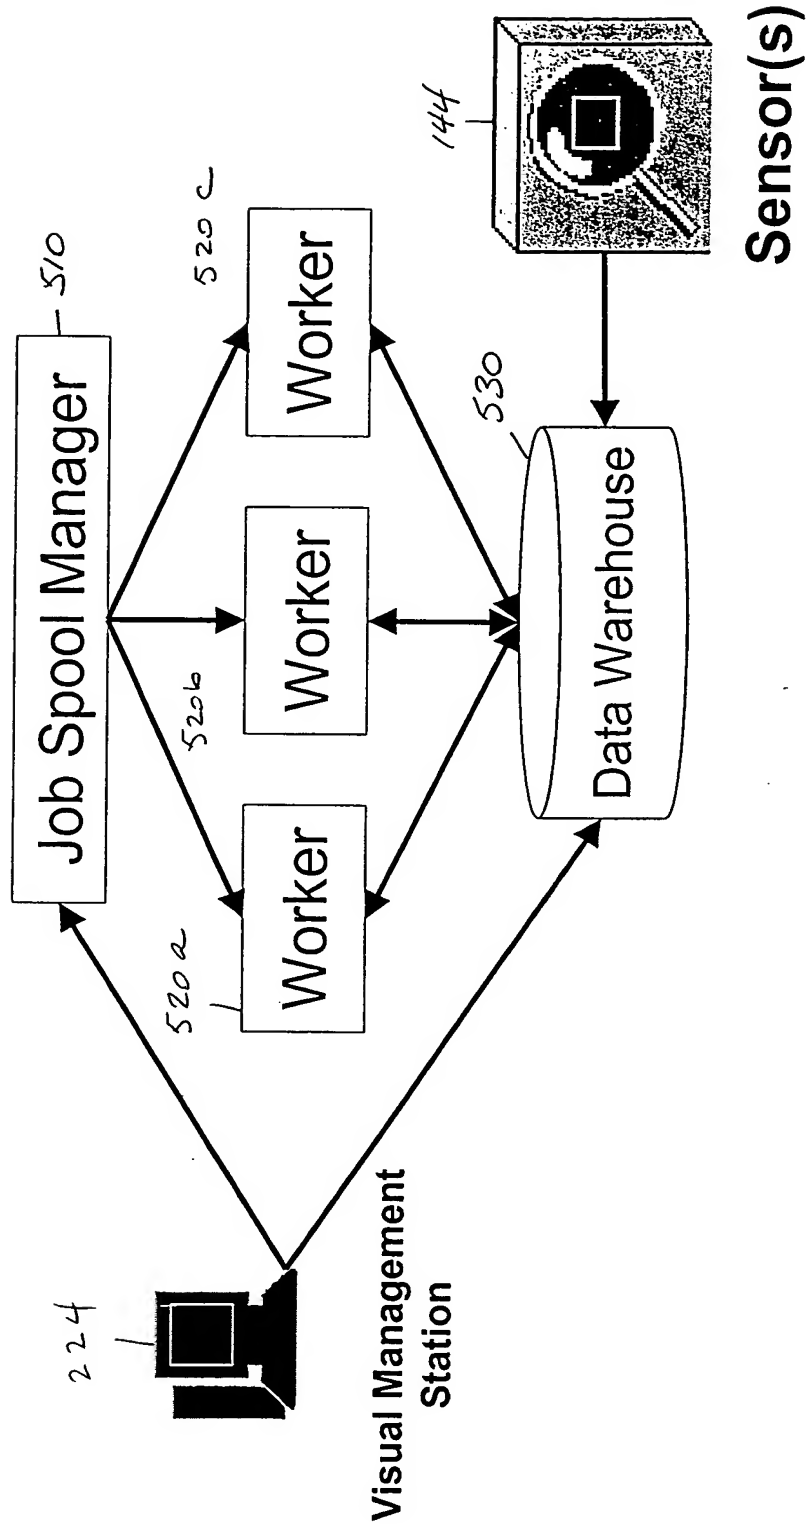 Job Spool Manager
510
520a
520b
520c
Worker
Worker
Worker
224
Visual Management
Station
530
Data Warehouse
144
Sensor(s)